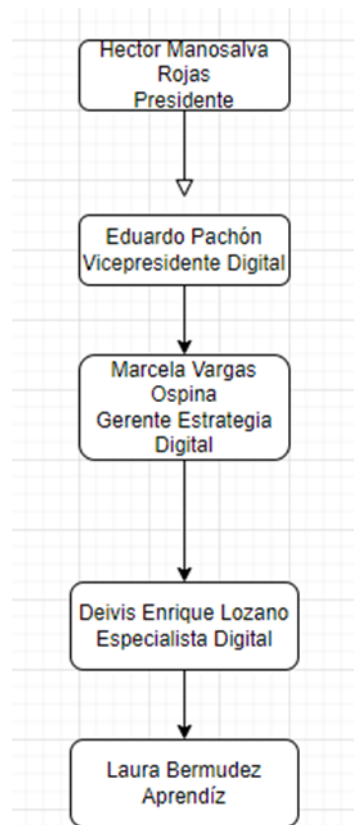 Hector Manosalva
Rojas
Presidente
Eduardo Pachón
Vicepresidente Digital
Marcela Vargas
Ospina
Gerente Estrategia
Digital
Deivis Enrique Lozano
Especialista Digital
Laura Bermudez
Aprendíz